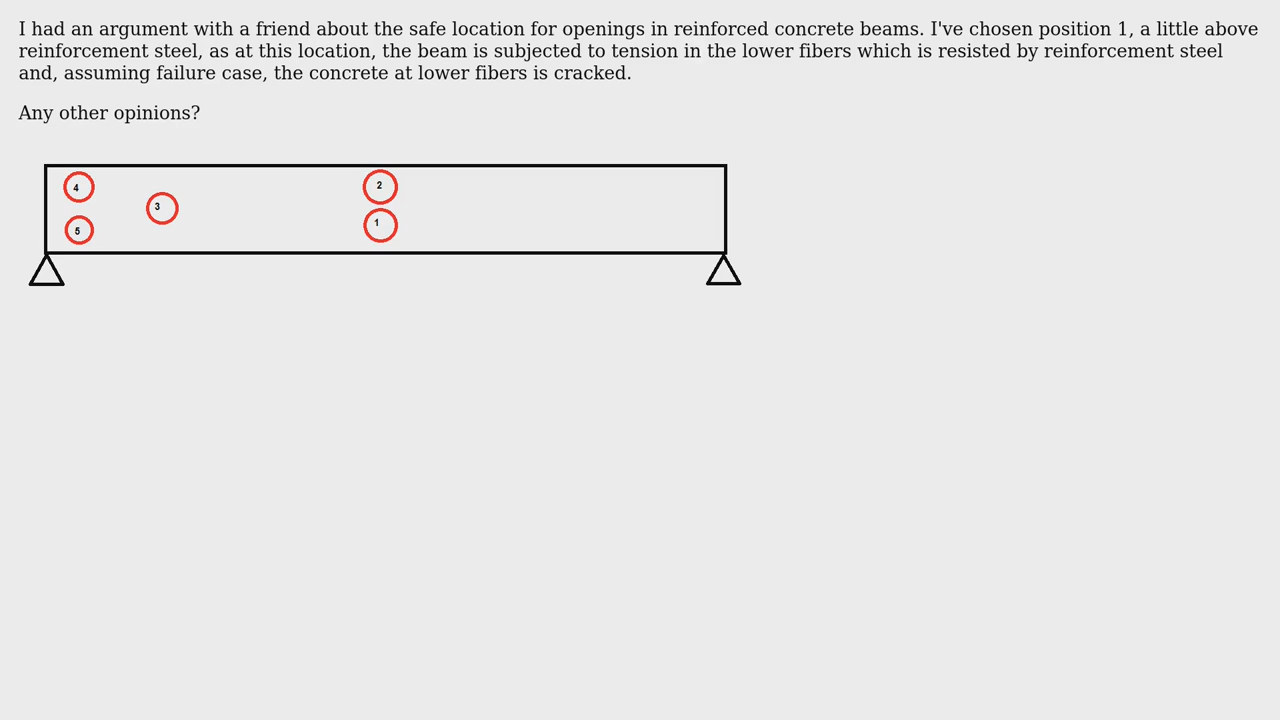 I had an argument with a friend about the safe location for openings in reinforced concrete beams. I've chosen position 1, a little above
reinforcement steel, as at this location, the beam is subjected to tension in the lower fibers which is resisted by reinforcement steel
and, assuming failure case, the concrete at lower fibers is cracked.
Any other opinions?
4
2
3
1
5